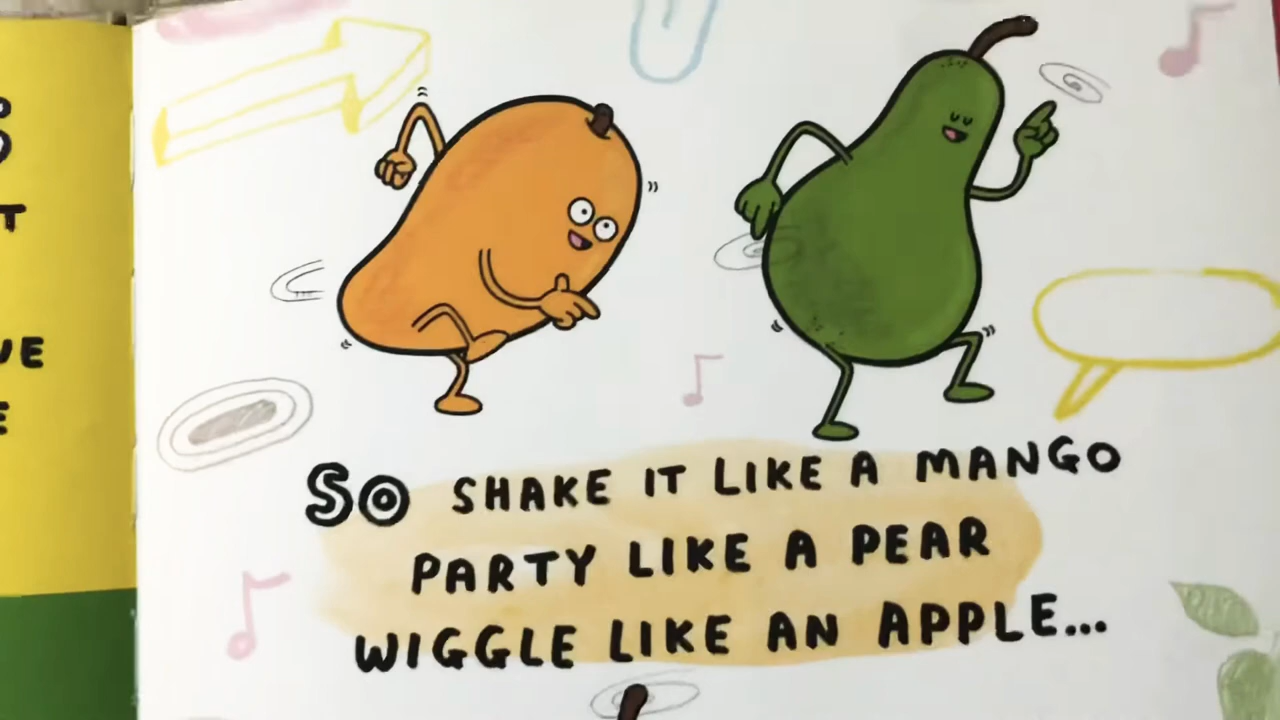 SO SHAKE IT LIKE A MANGO
PARTY LIKE A PEAR
WIGGLE LIKE AN APPLE...